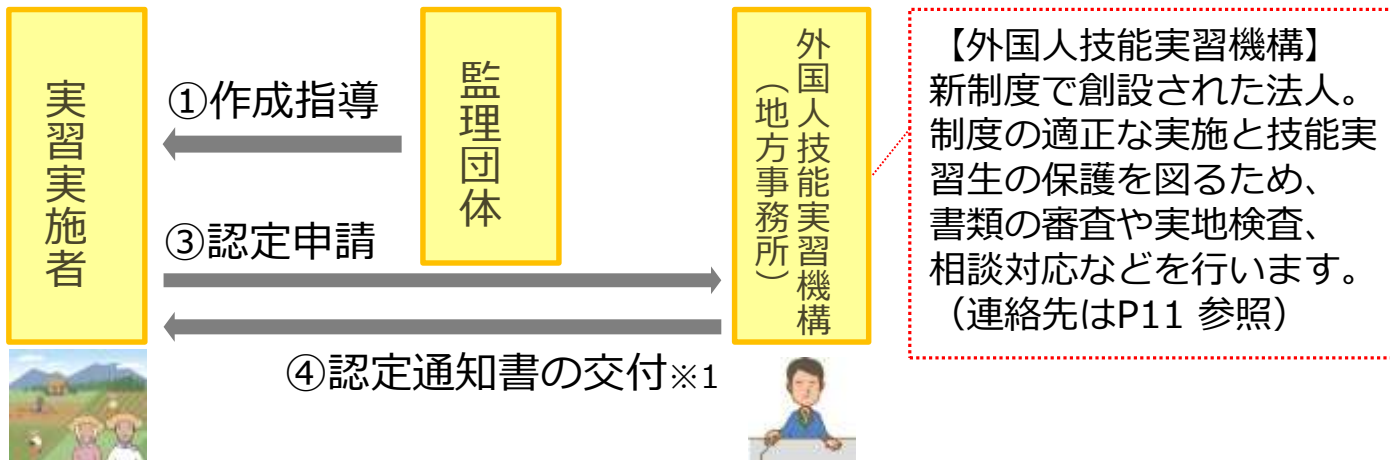 実習実施者
①作成指導
監理団体
③認定申請
④認定通知書の交付※1
外国人技能実習機構
（地方事務所）
【外国人技能実習機構】
新制度で創設された法人。
制度の適正な実施と技能実
習生の保護を図るため、
書類の審査や実地検査、
相談対応などを行います。
（連絡先はP11 参照）